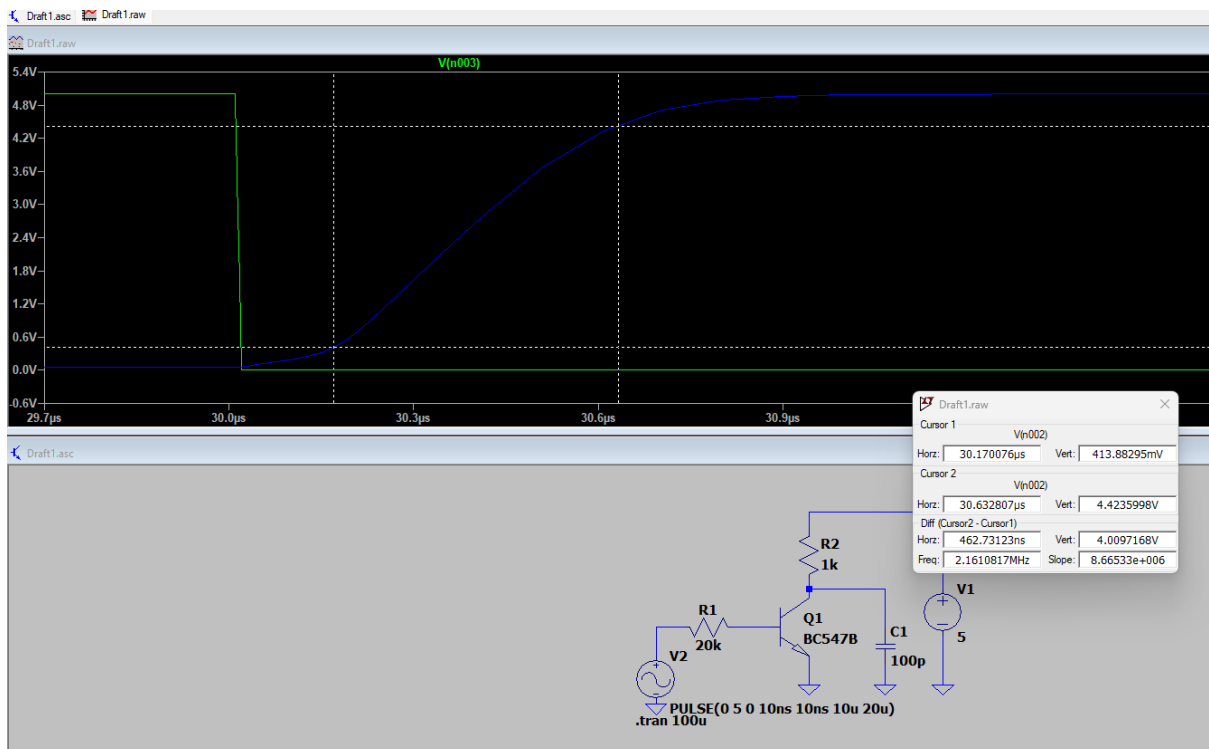 Draft1.asc Draft1.raw
Draft1.raw
V(n003)
5.4V
4.8V
4.2V
3.6V
3.0V
2.4V
1.8V
1.2V
0.6V
0.0V
-0.6V
29.7µs 30.0µs 30.3µs 30.6µs 30.9µs
Draft1.raw
Cursor 1
V(n002)
Horz: 30.170076µs Vert: 413.88295mV
Cursor 2
V(n002)
Horz: 30.632807µs Vert: 4.4235998V
Diff (Cursor2 - Cursor1)
Horz: 462.73123ns Vert: 4.0097168V
Freq: 2.1610817MHz Slope: 8.66533e+006
Draft1.asc
R2
1k
V1
5
R1
20k
Q1
BC547B
C1
100p
V2
PULSE(0 5 0 10ns 10ns 10u 20u)
.tran 100u